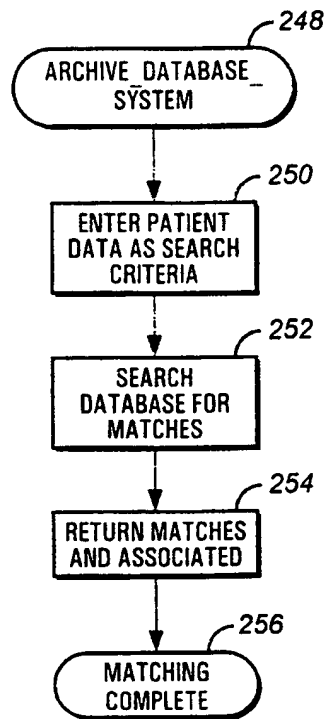 248
ARCHIVE_DATABASE_
SYSTEM
250
ENTER PATIENT
DATA AS SEARCH
CRITERIA
252
SEARCH
DATABASE FOR
MATCHES
254
RETURN MATCHES
AND ASSOCIATED
256
MATCHING
COMPLETE